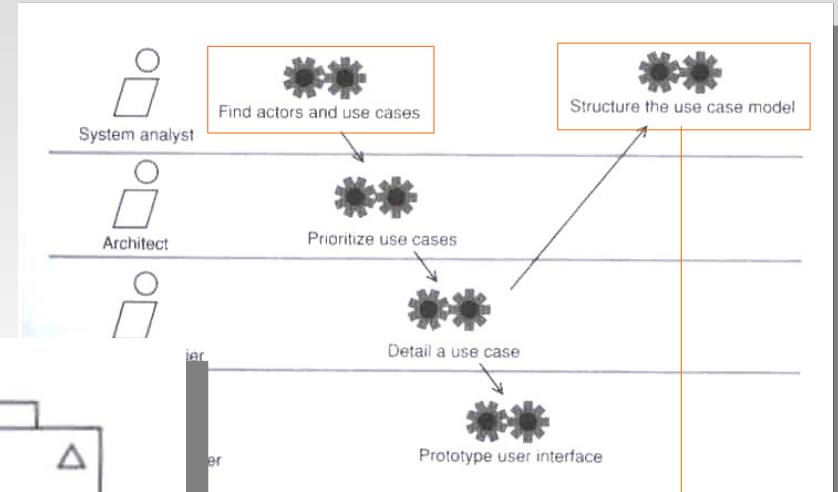 Find actors and use cases
Structure the use case model
System analyst
Prioritize use cases
Architect
Detail a use case
Prototype user interface